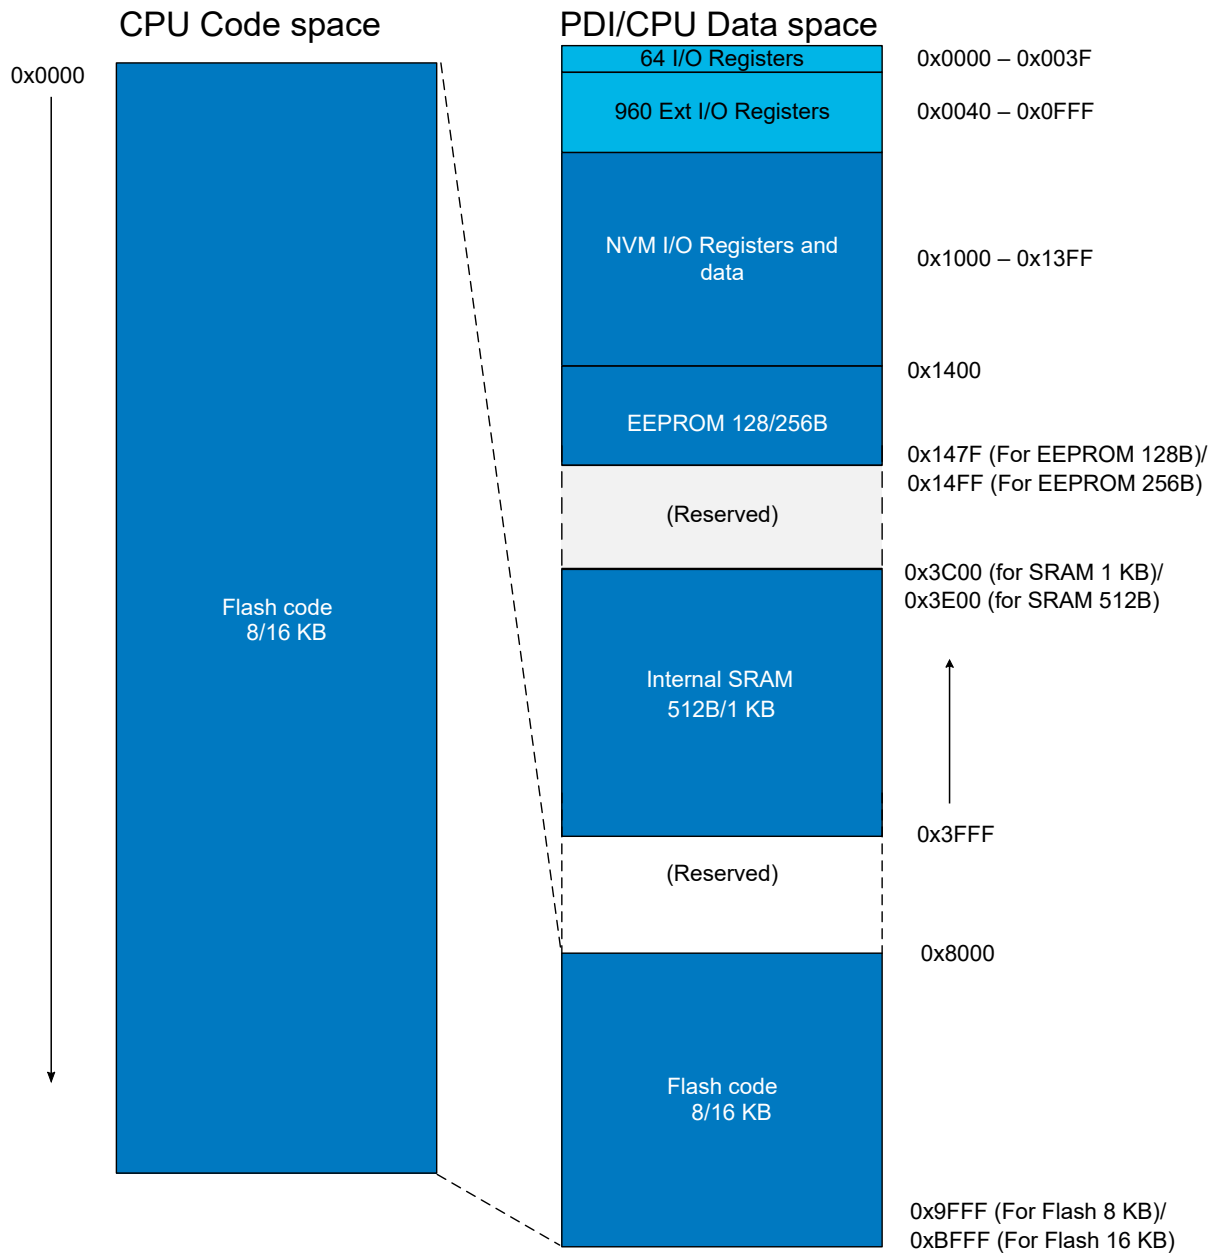 CPU Code space
PDI/CPU Data space
0x0000
64 I/O Registers
0x0000 – 0x003F
960 Ext I/O Registers
0x0040 – 0x0FFF
NVM I/O Registers and
data
0x1000 – 0x13FF
0x1400
EEPROM 128/256B
0x147F (For EEPROM 128B)/
0x14FF (For EEPROM 256B)
(Reserved)
0x3C00 (for SRAM 1 KB)/
0x3E00 (for SRAM 512B)
Flash code
8/16 KB
Internal SRAM
512B/1 KB
0x3FFF
(Reserved)
0x8000
Flash code
8/16 KB
0x9FFF (For Flash 8 KB)/
0xBFFF (For Flash 16 KB)